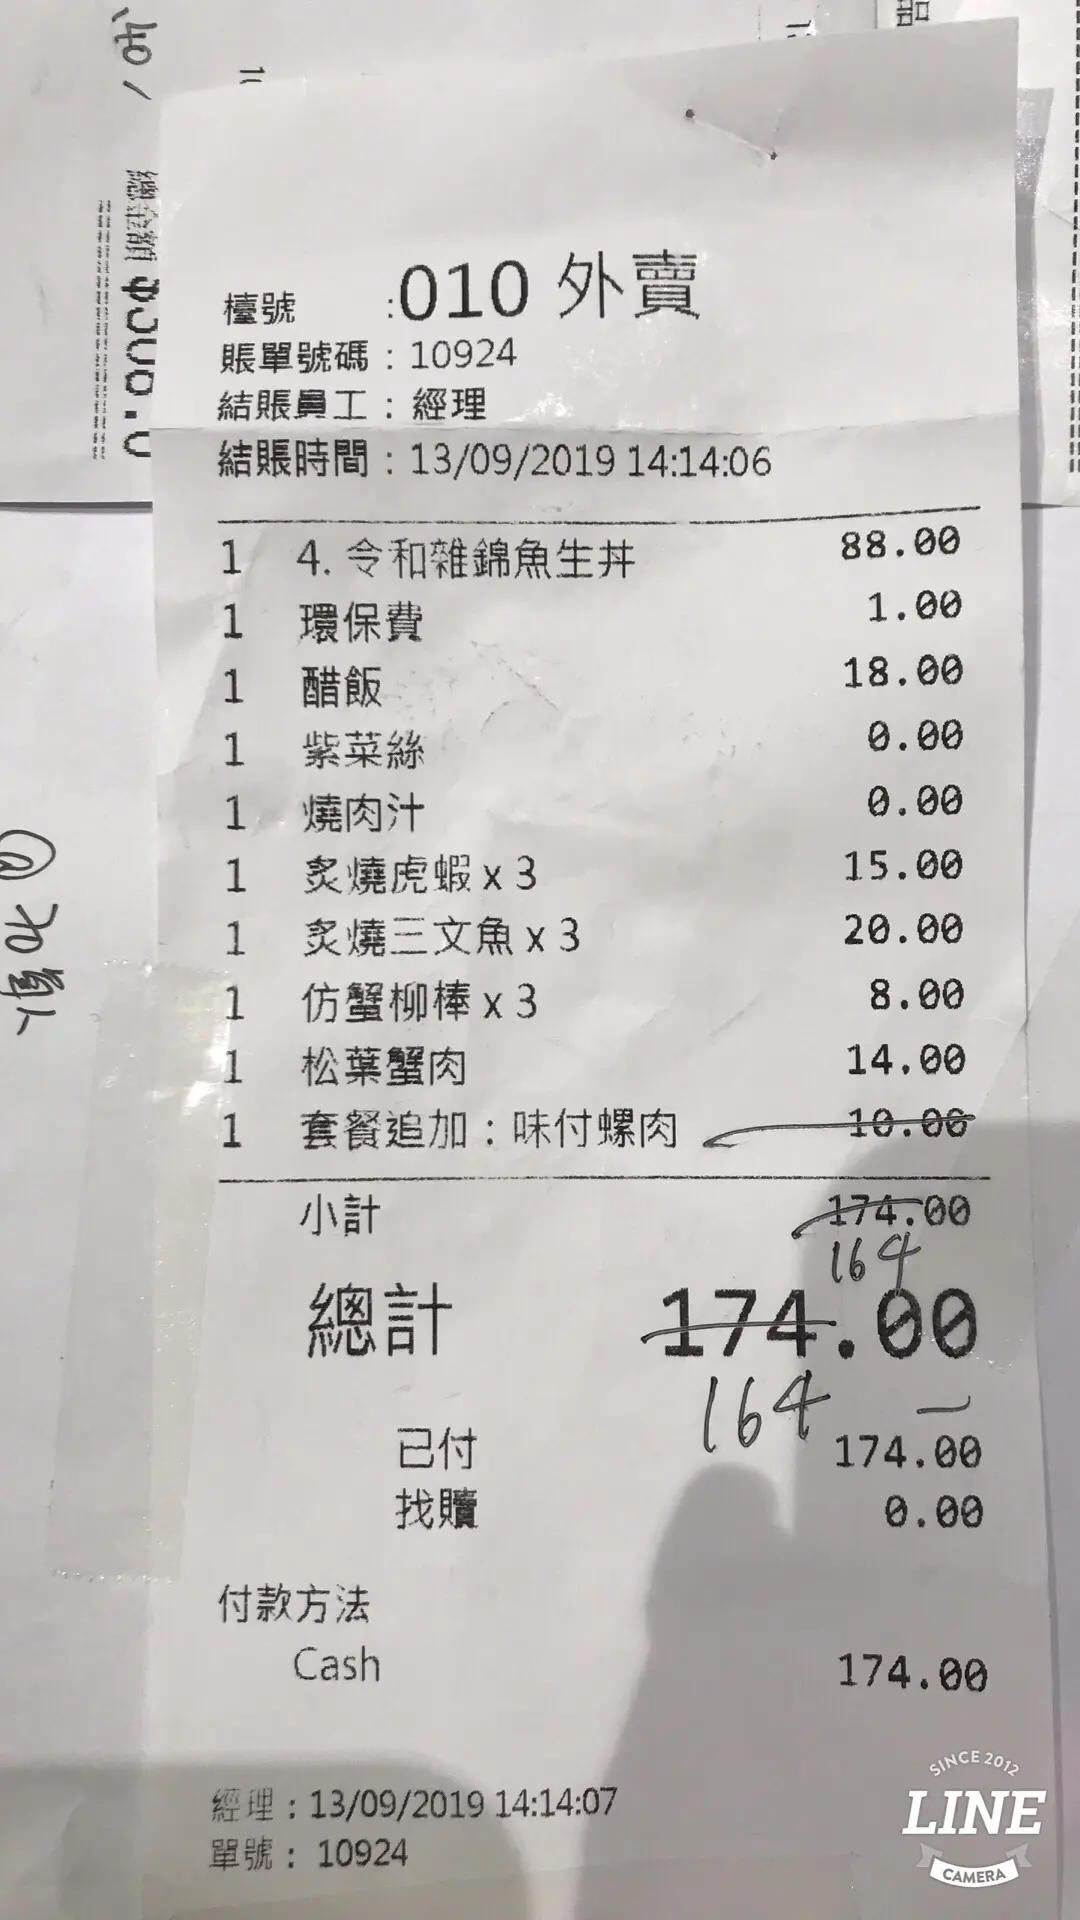 檯號 :010 外賣
賬單號碼 : 10924
結賬員工 : 經理
結賬時間 : 13/09/2019 14:14:06
1 4. 令和雜錦魚生丼 88.00
1 環保費 1.00
1 醋飯 18.00
1 紫菜絲 0.00
1 燒肉汁 0.00
1 炙燒虎蝦 x 3 15.00
1 炙燒三文魚 x 3 20.00
1 仿蟹柳棒 x 3 8.00
1 松葉蟹肉 14.00
1 套餐追加 : 味付螺肉 10.00
小計 174.00
164
總計 174.00
164
已付 174.00
找贖 0.00
付款方法
Cash 174.00
經理 : 13/09/2019 14:14:07
單號 : 10924
SINCE 2012
LINE
CAMERA